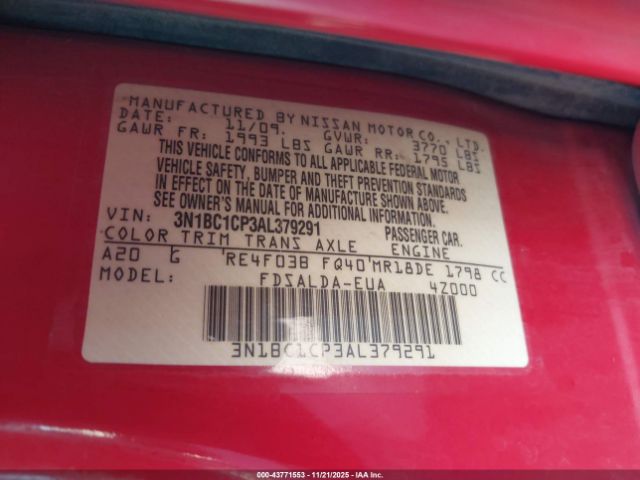 MANUFACTURED BY NISSAN MOTOR CO., LTD.
DATE: 11/09. GVWR: 3770 LBS
GAWR FR: 1993 LBS GAWR RR: 1795 LBS
THIS VEHICLE CONFORMS TO ALL APPLICABLE FEDERAL MOTOR
VEHICLE SAFETY, BUMPER AND THEFT PREVENTION STANDARDS
IN EFFECT ON THE DATE OF MANUFACTURE SHOWN ABOVE.
SEE OWNER'S MANUAL FOR ADDITIONAL INFORMATION.
VIN: 3N1BC1CP3AL379291 PASSENGER CAR.
COLOR TRIM TRANS AXLE ENGINE
A20 G RE4F03B FQ40 MR18DE 1798 CC
MODEL: FDSALDA-EUA 4Z000
3N1BC1CP3AL379291
000-43771553 - 11/21/2025 - IAAI.COM